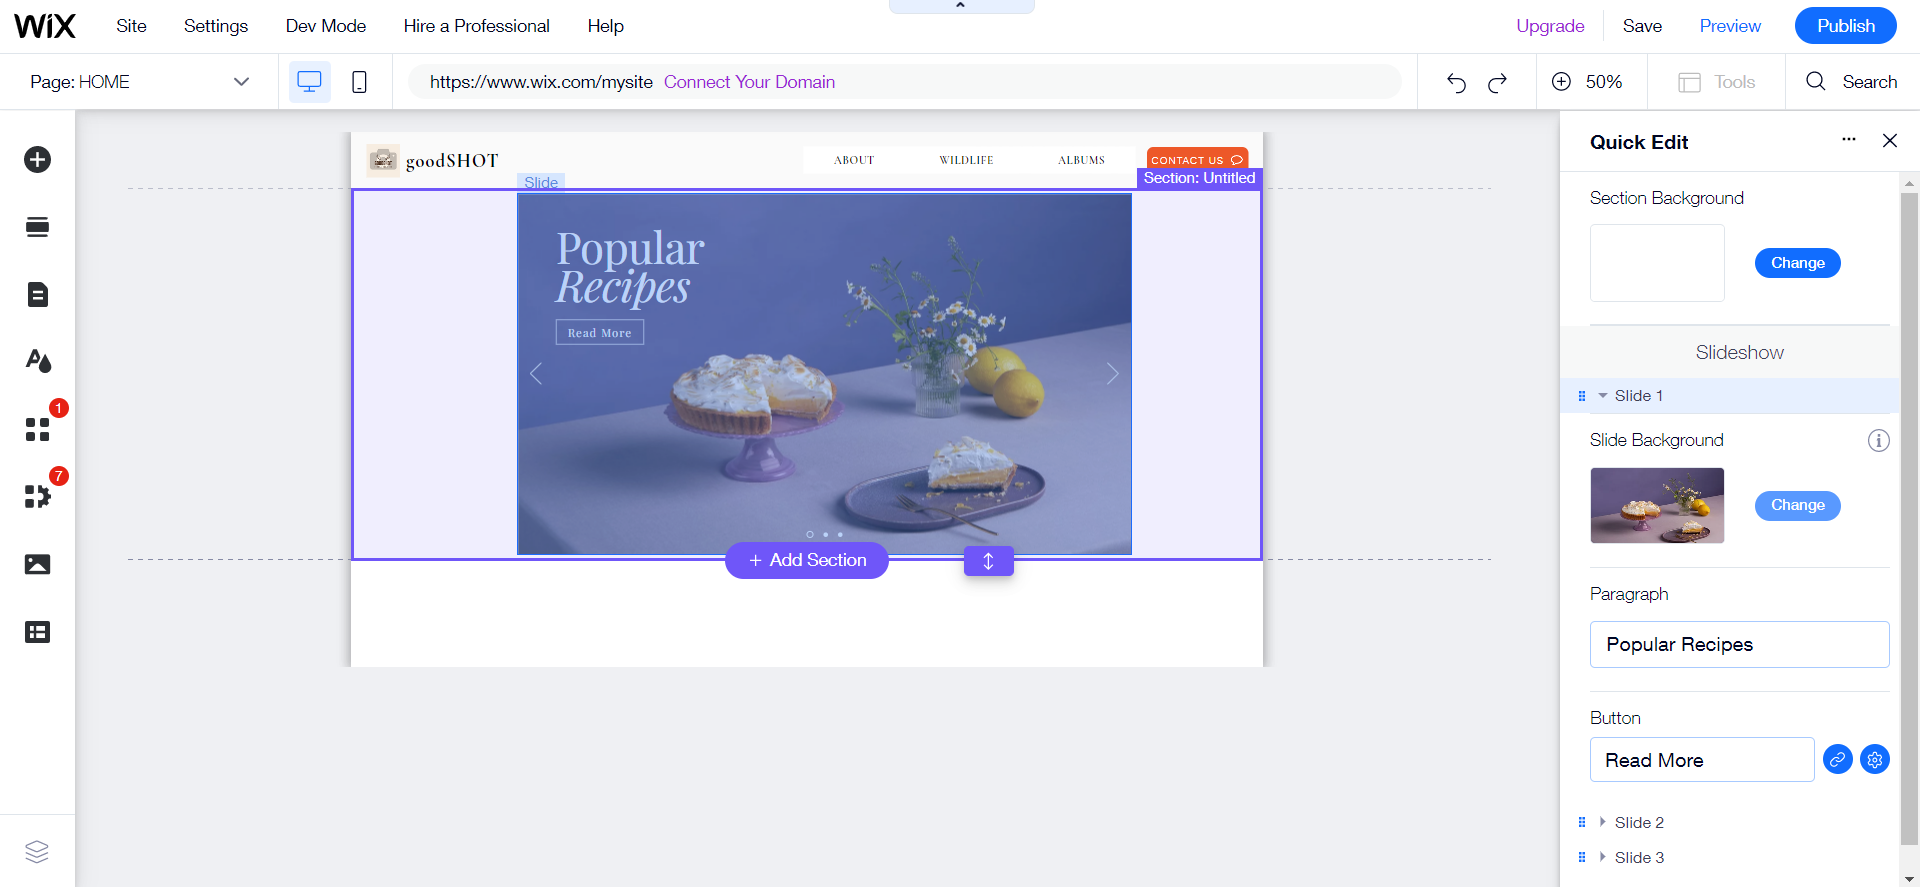 WiX Site Settings Dev Mode Hire a Professional Help Upgrade Save Preview Publish
Page: HOME https://www.wix.com/mysite Connect Your Domain 50% Tools Search
goodSHOT ABOUT WILDLIFE ALBUMS CONTACT US
Section: Untitled
Slide
Popular
Recipes
Read More
+ Add Section
1
7
Quick Edit
Section Background
Change
Slideshow
Slide 1
Slide Background
Change
Paragraph
Popular Recipes
Button
Read More
Slide 2
Slide 3